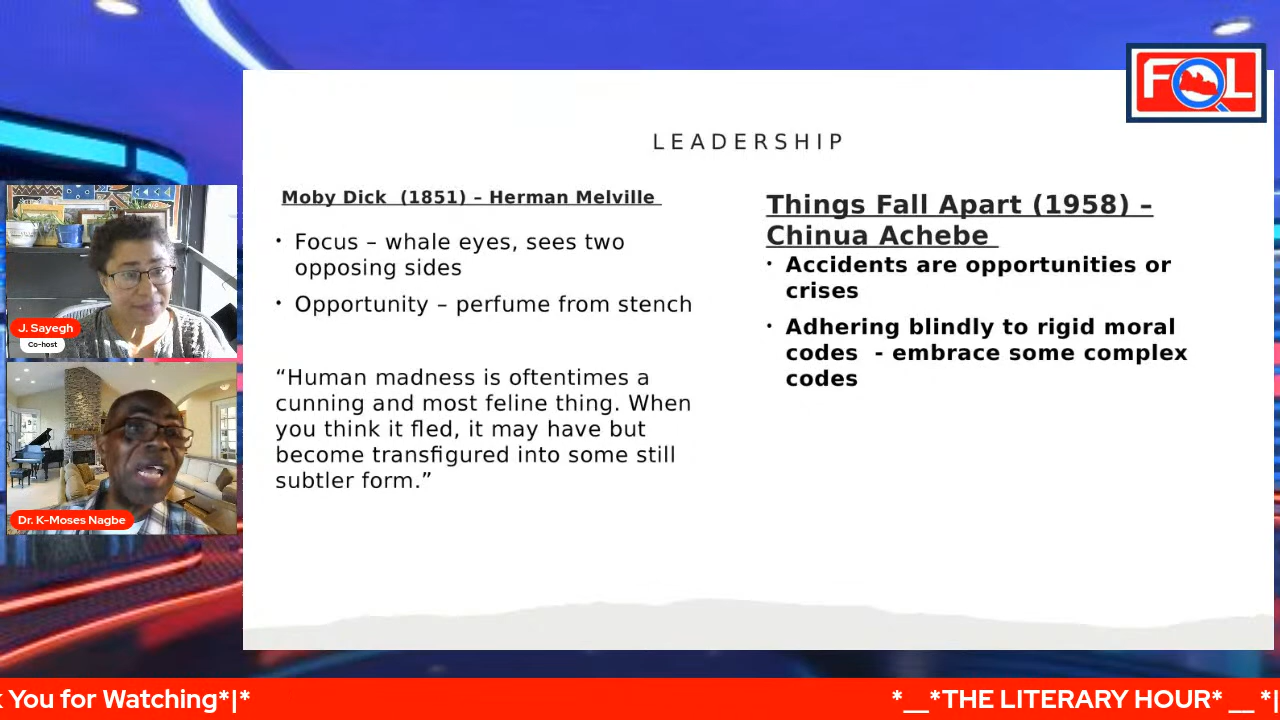 FOL
LEADERSHIP
Moby Dick (1851) – Herman Melville
• Focus – whale eyes, sees two
opposing sides
• Opportunity – perfume from stench
“Human madness is oftentimes a
cunning and most feline thing. When
you think it fled, it may have but
become transfigured into some still
subtler form.”
Things Fall Apart (1958) –
Chinua Achebe
• Accidents are opportunities or
crises
• Adhering blindly to rigid moral
codes - embrace some complex
codes
J. Sayegh
Co-host
Dr. K-Moses Nagbe
k You for Watching*|* *__*THE LITERARY HOUR* __ *|